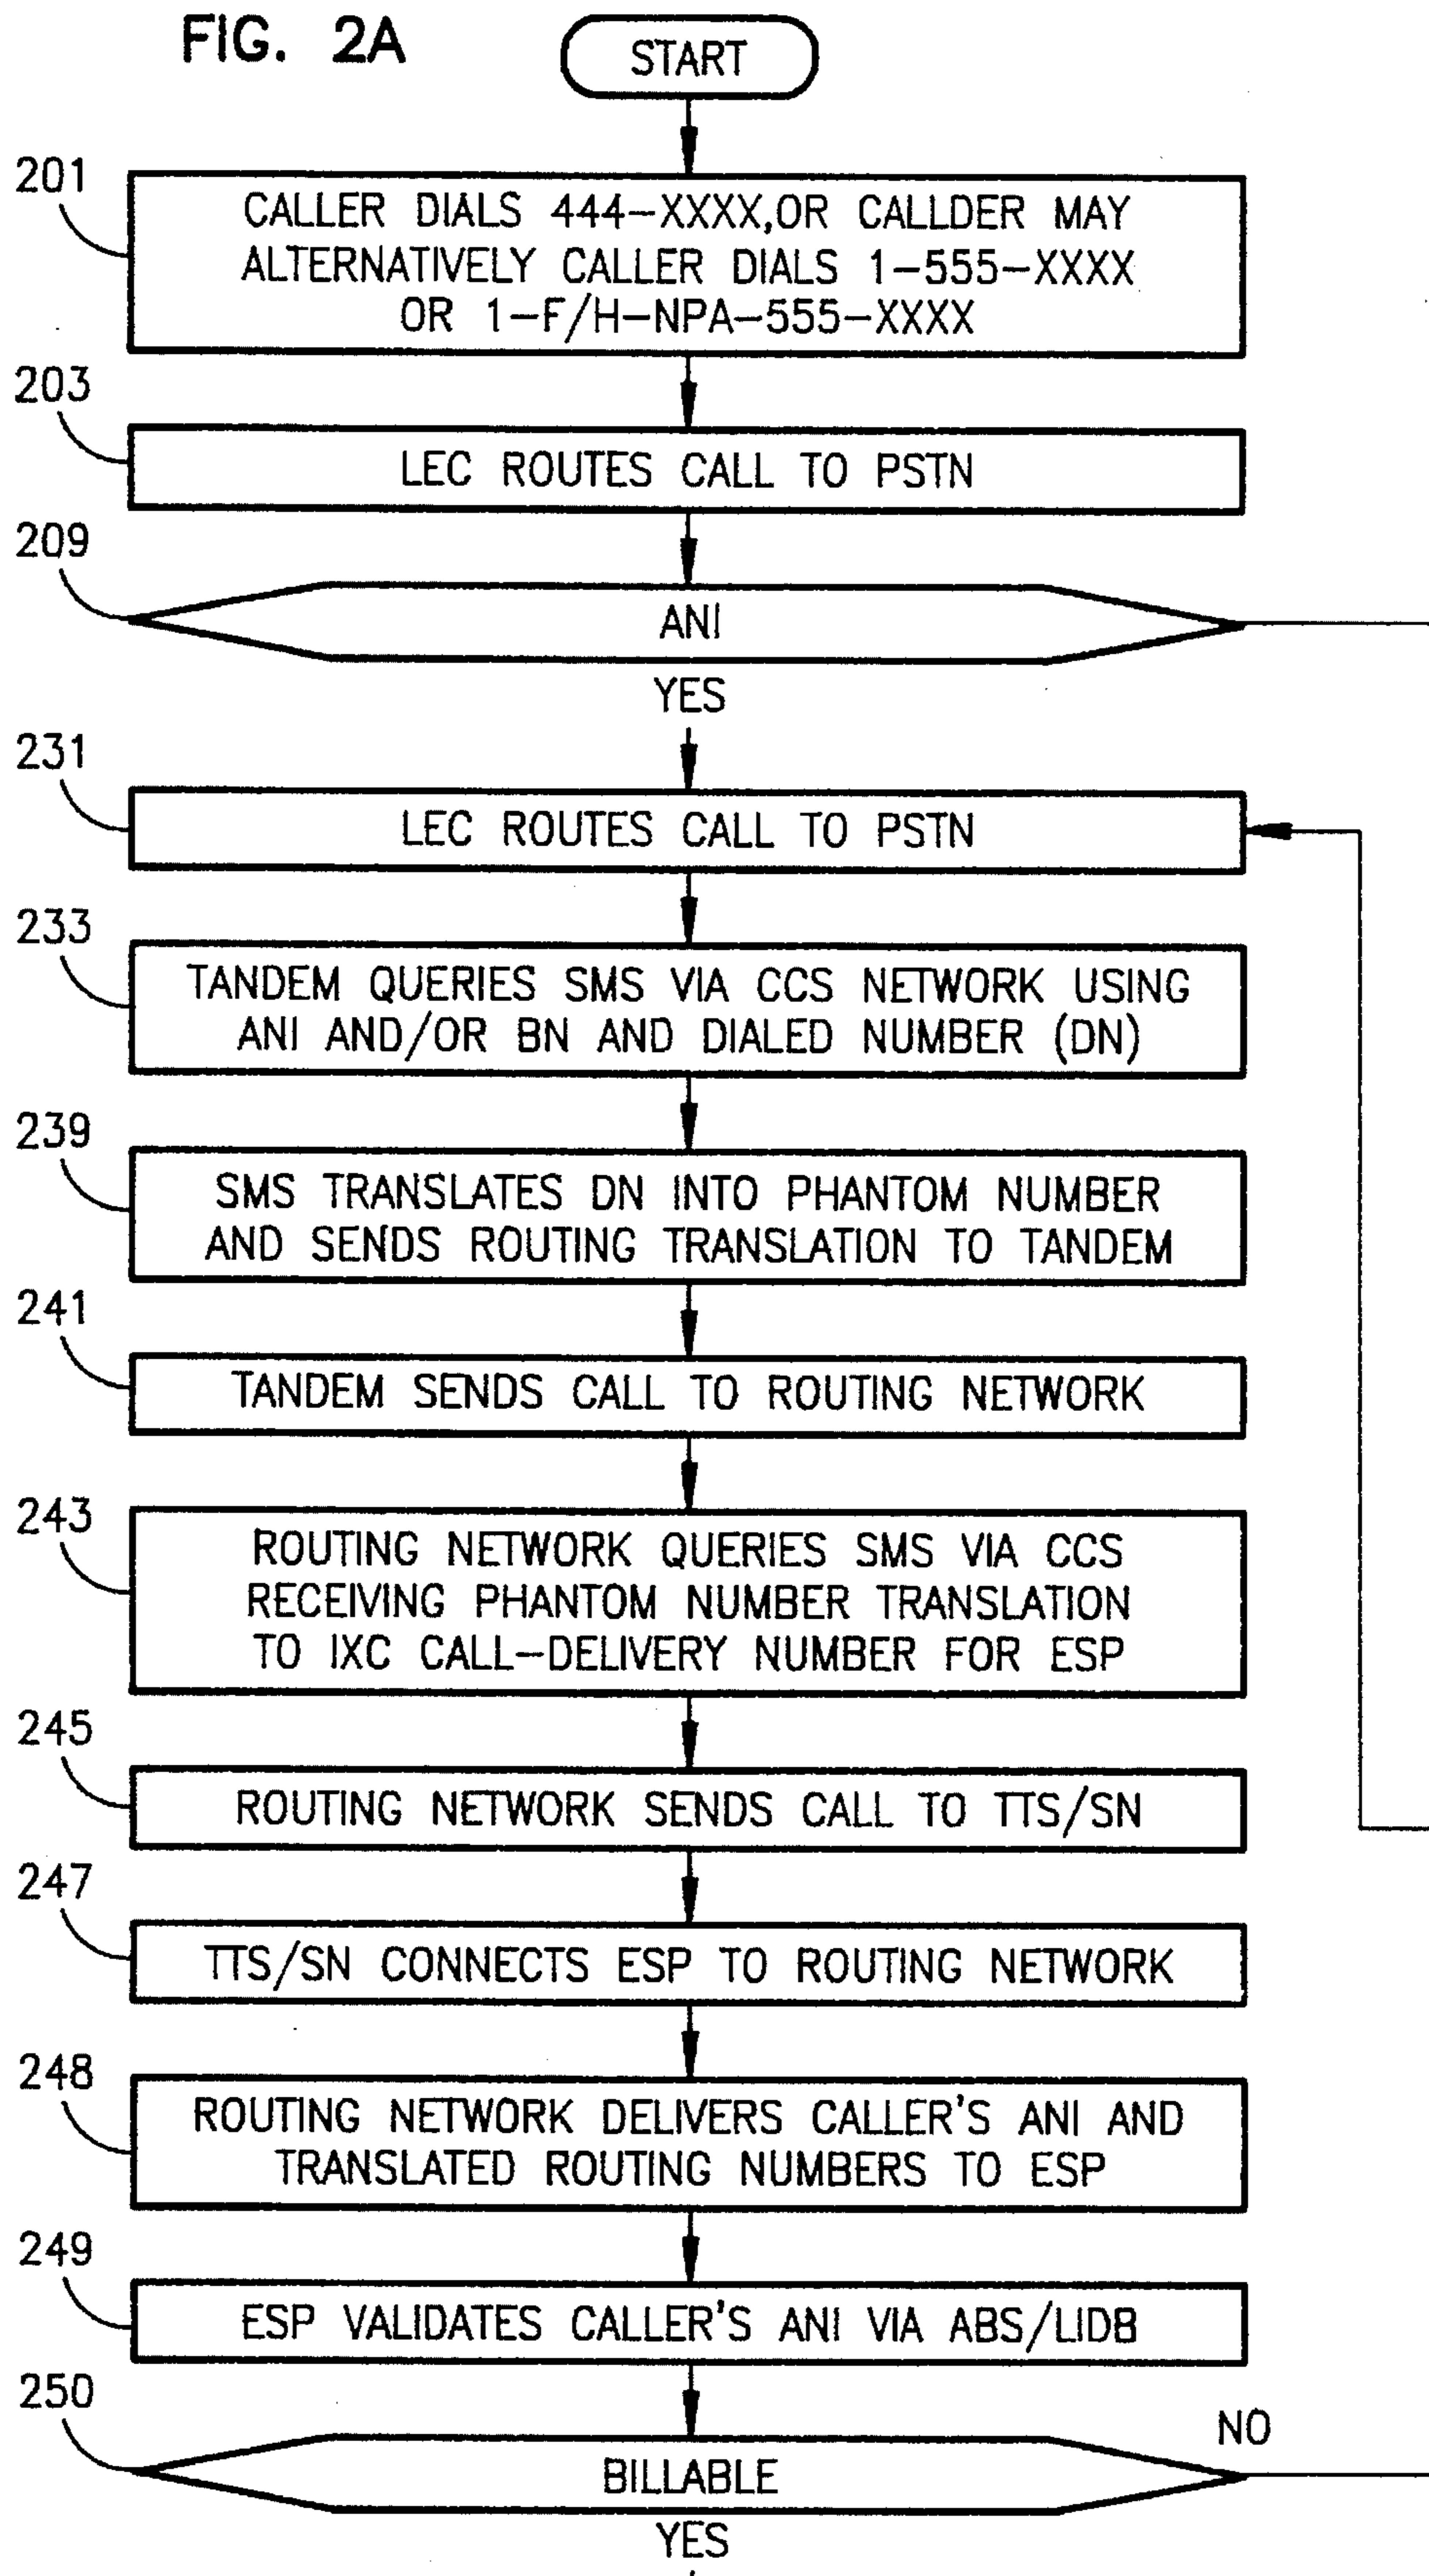 FIG. 2A
START
201
CALLER DIALS 444-XXXX,OR CALLDER MAY
ALTERNATIVELY CALLER DIALS 1-555-XXXX
OR 1-F/H-NPA-555-XXXX
203
LEC ROUTES CALL TO PSTN
209
ANI
YES
231
LEC ROUTES CALL TO PSTN
233
TANDEM QUERIES SMS VIA CCS NETWORK USING
ANI AND/OR BN AND DIALED NUMBER (DN)
239
SMS TRANSLATES DN INTO PHANTOM NUMBER
AND SENDS ROUTING TRANSLATION TO TANDEM
241
TANDEM SENDS CALL TO ROUTING NETWORK
243
ROUTING NETWORK QUERIES SMS VIA CCS
RECEIVING PHANTOM NUMBER TRANSLATION
TO IXC CALL-DELIVERY NUMBER FOR ESP
245
ROUTING NETWORK SENDS CALL TO TTS/SN
247
TTS/SN CONNECTS ESP TO ROUTING NETWORK
248
ROUTING NETWORK DELIVERS CALLER'S ANI AND
TRANSLATED ROUTING NUMBERS TO ESP
249
ESP VALIDATES CALLER'S ANI VIA ABS/LIDB
250
NO
BILLABLE
YES